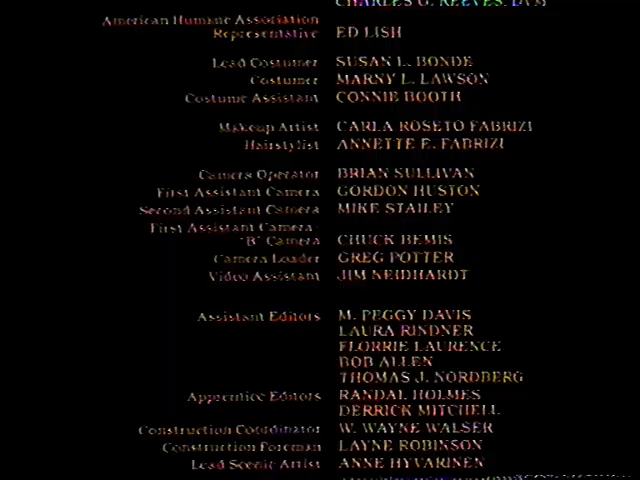 CHARLES G. REEVES, DVM
American Humane Association
Representative ED LISH
Lead Costumer SUSAN L. BONDE
Costumer MARNY L. LAWSON
Costume Assistant CONNIE BOOTH
Makeup Artist CARLA ROSETO FABRIZI
Hairstylist ANNETTE E. FABRIZI
Camera Operator BRIAN SULLIVAN
First Assistant Camera GORDON HUSTON
Second Assistant Camera MIKE STAILEY
First Assistant Camera-
"B" Camera CHUCK BEMIS
Camera Loader GREG POTTER
Video Assistant JIM NEIDHARDT
Assistant Editors M. PEGGY DAVIS
LAURA RINDNER
FLORRIE LAURENCE
BOB ALLEN
THOMAS J. NORDBERG
Apprentice Editors RANDAL HOLMES
DERRICK MITCHELL
Construction Coordinator W. WAYNE WALSER
Construction Foreman LAYNE ROBINSON
Lead Scenic Artist ANNE HYVARINEN